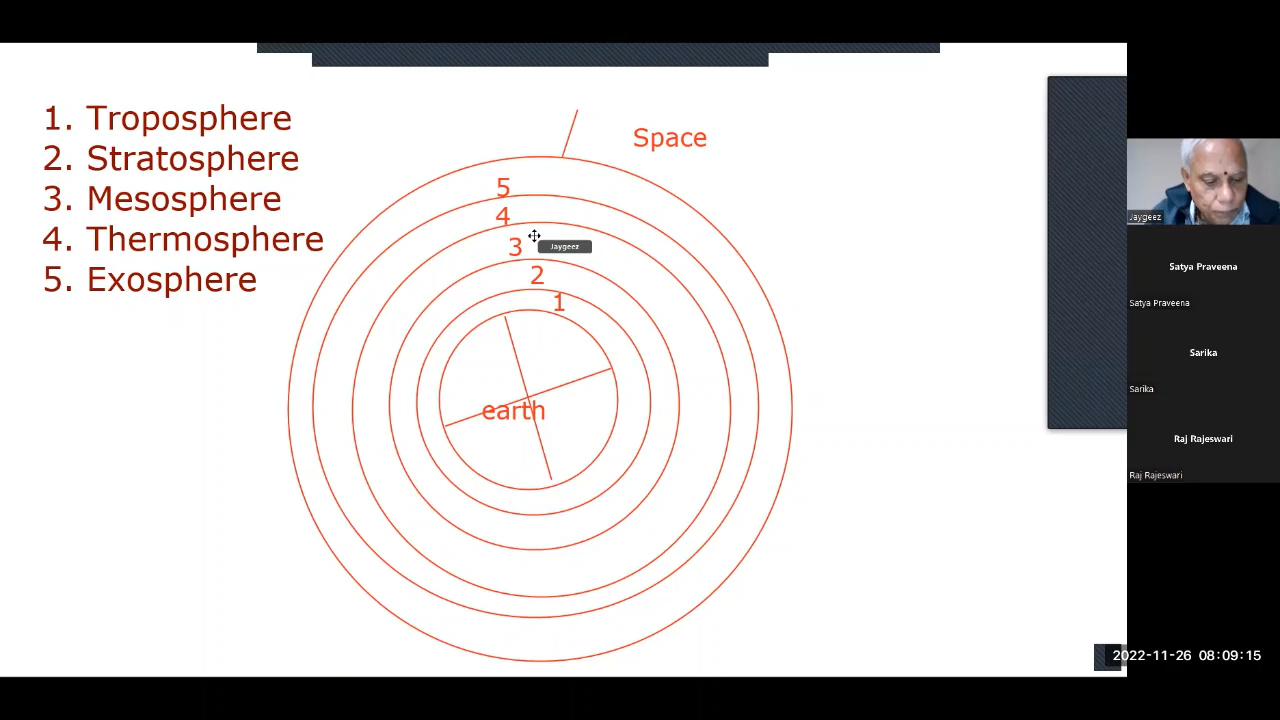 1. Troposphere
2. Stratosphere
3. Mesosphere
4. Thermosphere
5. Exosphere
Space
5
4
3
Jaygeez
2
1
earth
Jaygeez
Satya Praveena
Satya Praveena
Sarika
Sarika
Raj Rajeswari
Raj Rajeswari
2022-11-26 08:09:15